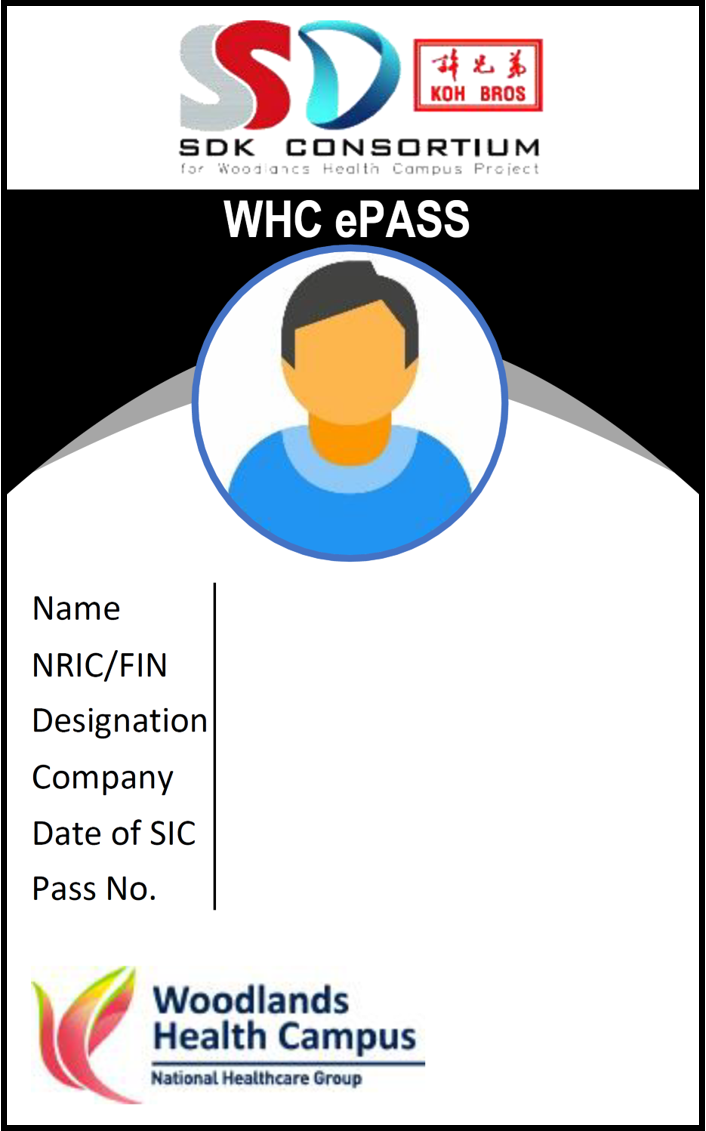 許兄弟
KOH BROS
SDK CONSORTIUM
for Woodlands Health Campus Project
WHC ePASS
Name
NRIC/FIN
Designation
Company
Date of SIC
Pass No.
Woodlands
Health Campus
National Healthcare Group